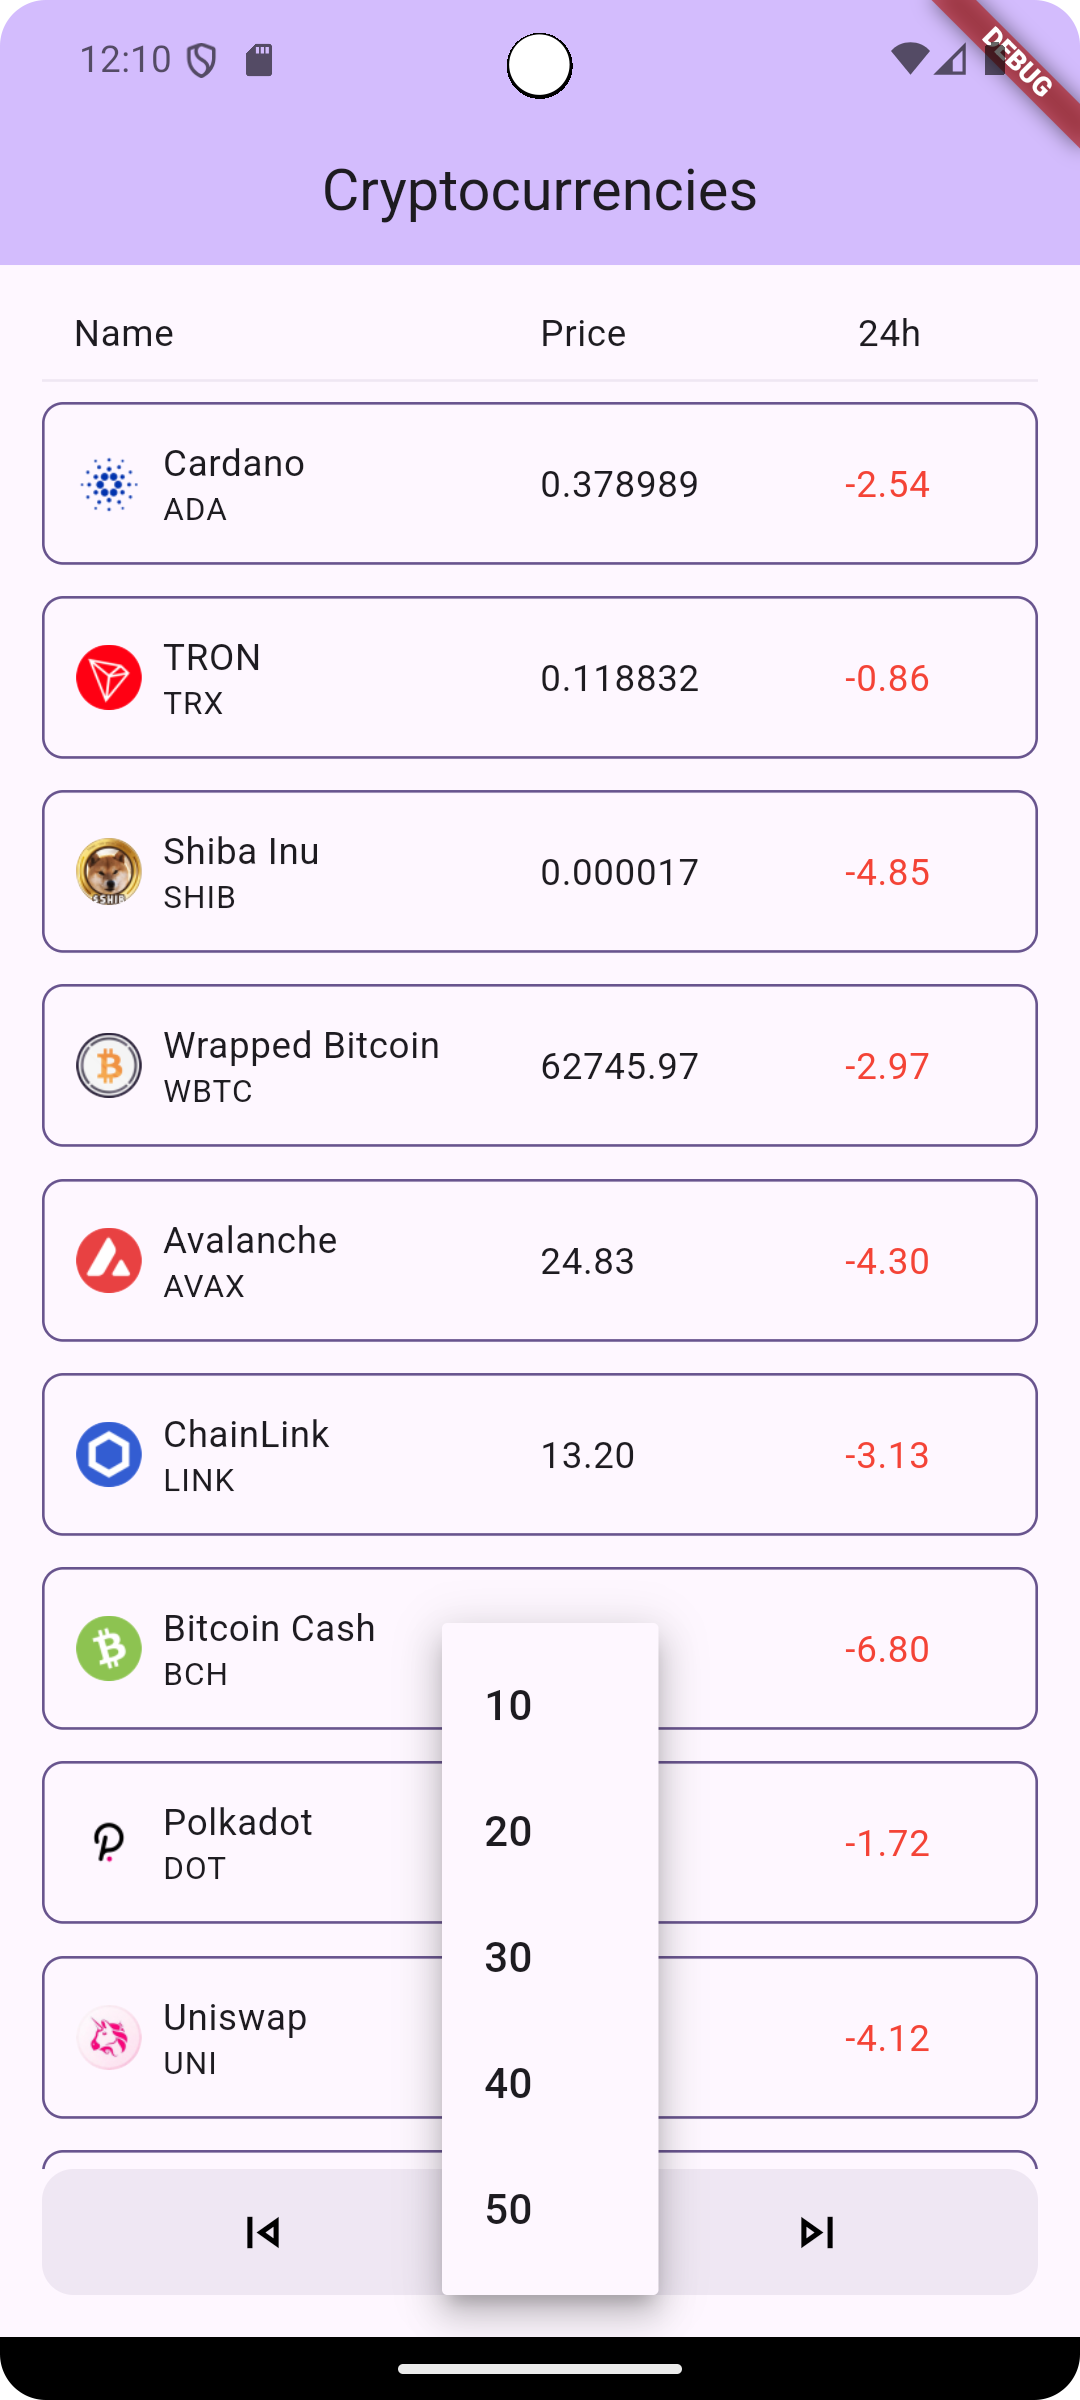 12:10
DEBUG
Cryptocurrencies
Name Price 24h
Cardano
ADA
0.378989
-2.54
TRON
TRX
0.118832
-0.86
Shiba Inu
SHIB
0.000017
-4.85
Wrapped Bitcoin
WBTC
62745.97
-2.97
Avalanche
AVAX
24.83
-4.30
ChainLink
LINK
13.20
-3.13
Bitcoin Cash
BCH
-6.80
Polkadot
DOT
-1.72
Uniswap
UNI
-4.12
10
20
30
40
50